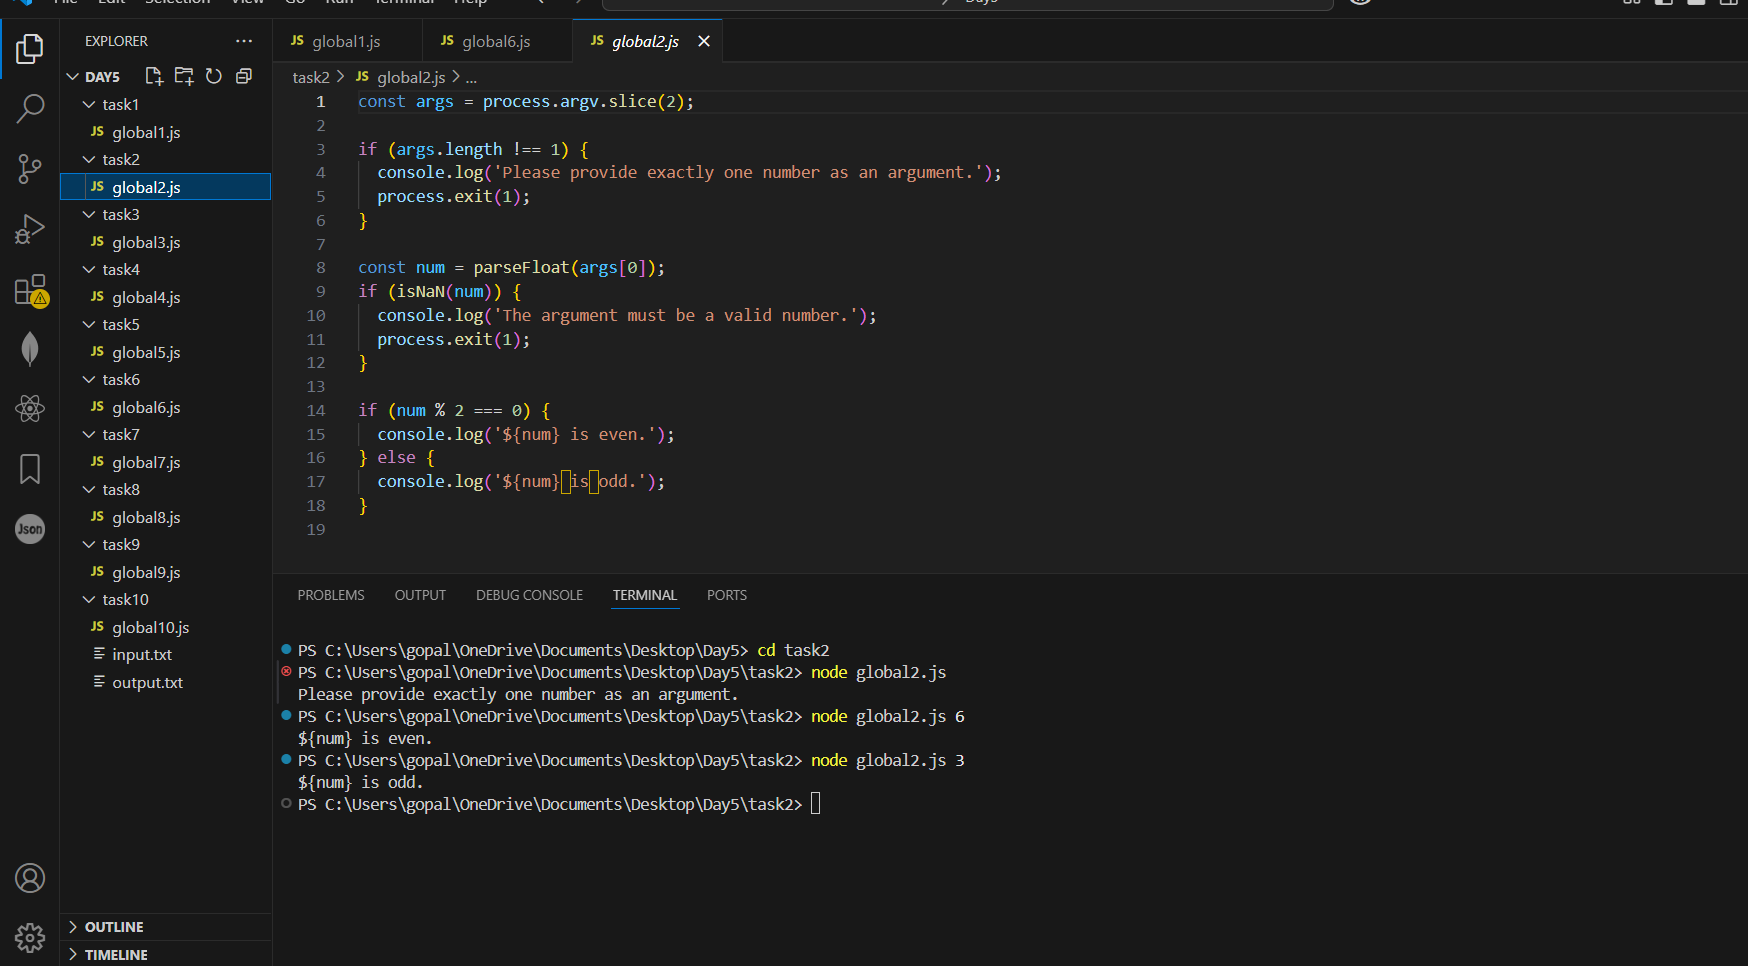 File Edit Selection View Go Run Terminal Help
Day5
EXPLORER
DAY5
task1
JS global1.js
task2
JS global2.js
task3
JS global3.js
task4
JS global4.js
task5
JS global5.js
task6
JS global6.js
task7
JS global7.js
task8
JS global8.js
task9
JS global9.js
task10
JS global10.js
input.txt
output.txt
OUTLINE
TIMELINE
Json
JS global1.js
JS global6.js
JS global2.js
task2 > JS global2.js > ...
1 const args = process.argv.slice(2);
2
3 if (args.length !== 1) {
4 console.log('Please provide exactly one number as an argument.');
5 process.exit(1);
6 }
7
8 const num = parseFloat(args[0]);
9 if (isNaN(num)) {
10 console.log('The argument must be a valid number.');
11 process.exit(1);
12 }
13
14 if (num % 2 === 0) {
15 console.log('${num} is even.');
16 } else {
17 console.log('${num} is odd.');
18 }
19
PROBLEMS OUTPUT DEBUG CONSOLE TERMINAL PORTS
PS C:\Users\gopal\OneDrive\Documents\Desktop\Day5> cd task2
PS C:\Users\gopal\OneDrive\Documents\Desktop\Day5\task2> node global2.js
Please provide exactly one number as an argument.
PS C:\Users\gopal\OneDrive\Documents\Desktop\Day5\task2> node global2.js 6
${num} is even.
PS C:\Users\gopal\OneDrive\Documents\Desktop\Day5\task2> node global2.js 3
${num} is odd.
PS C:\Users\gopal\OneDrive\Documents\Desktop\Day5\task2>